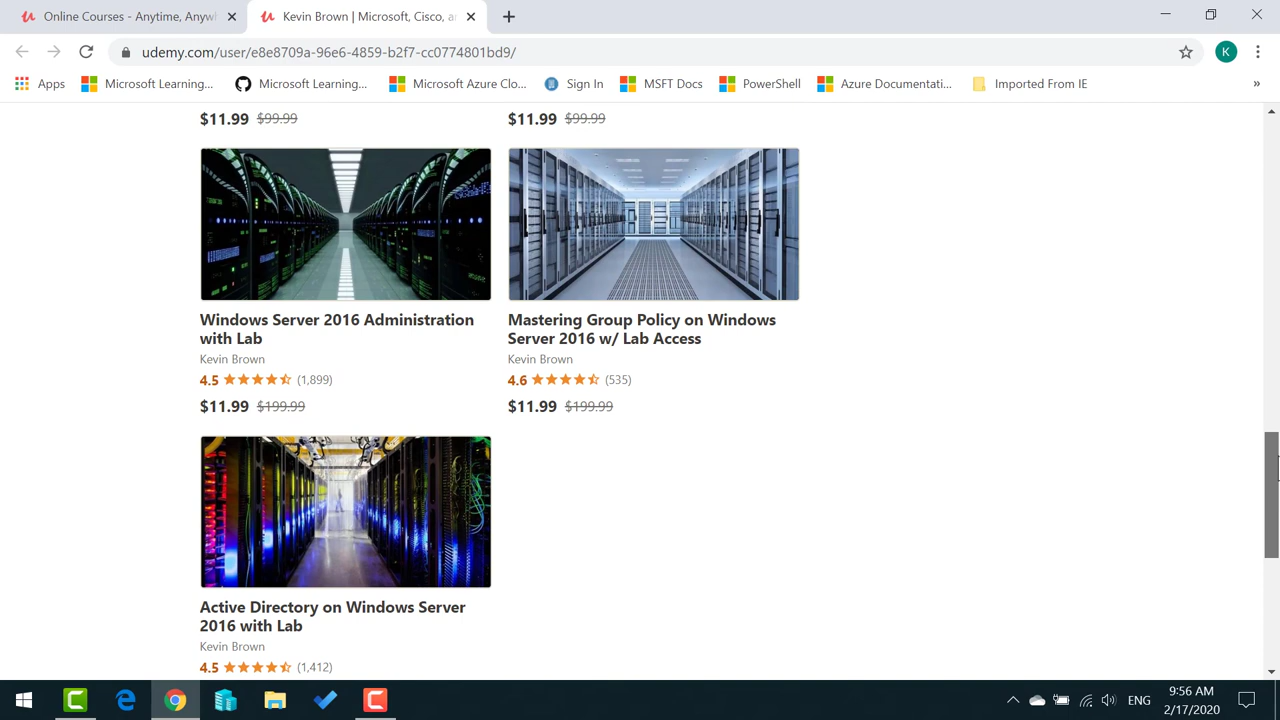 Online Courses - Anytime, Anywh
Kevin Brown | Microsoft, Cisco, an
udemy.com/user/e8e8709a-96e6-4859-b2f7-cc0774801bd9/
K
Apps
Microsoft Learning...
Microsoft Learning...
Microsoft Azure Clo...
Sign In
MSFT Docs
PowerShell
Azure Documentati...
Imported From IE
»
$11.99 $99.99
$11.99 $99.99
Windows Server 2016 Administration
with Lab
Kevin Brown
4.5 (1,899)
$11.99 $199.99
Mastering Group Policy on Windows
Server 2016 w/ Lab Access
Kevin Brown
4.6 (535)
$11.99 $199.99
Active Directory on Windows Server
2016 with Lab
Kevin Brown
4.5 (1,412)
ENG
9:56 AM
2/17/2020